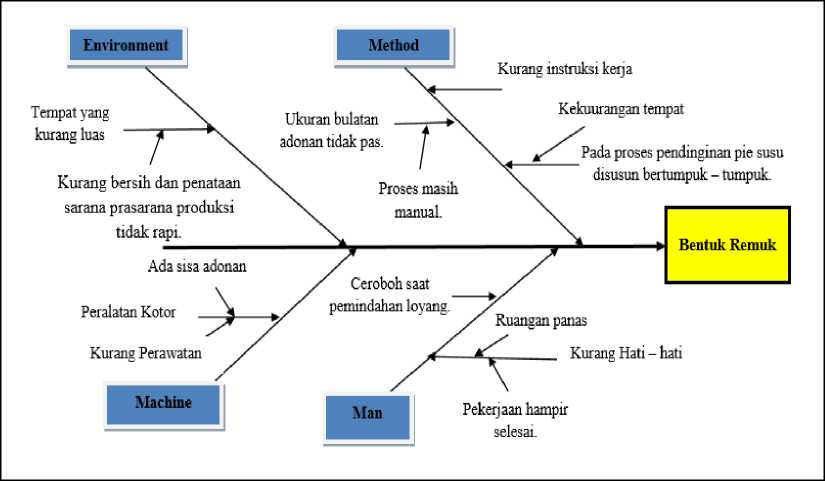 Environment
Method
Kurang instruksi kerja
Tempat yang
kurang luas
Ukuran bulatan
adonan tidak pas.
Kekuurangan tempat
Pada proses pendinginan pie susu
disusun bertumpuk – tumpuk.
Kurang bersih dan penataan
sarana prasarana produksi
tidak rapi.
Proses masih
manual.
Bentuk Remuk
Ada sisa adonan
Peralatan Kotor
Kurang Perawatan
Ceroboh saat
pemindahan loyang.
Ruangan panas
Kurang Hati – hati
Pekerjaan hampir
selesai.
Machine
Man